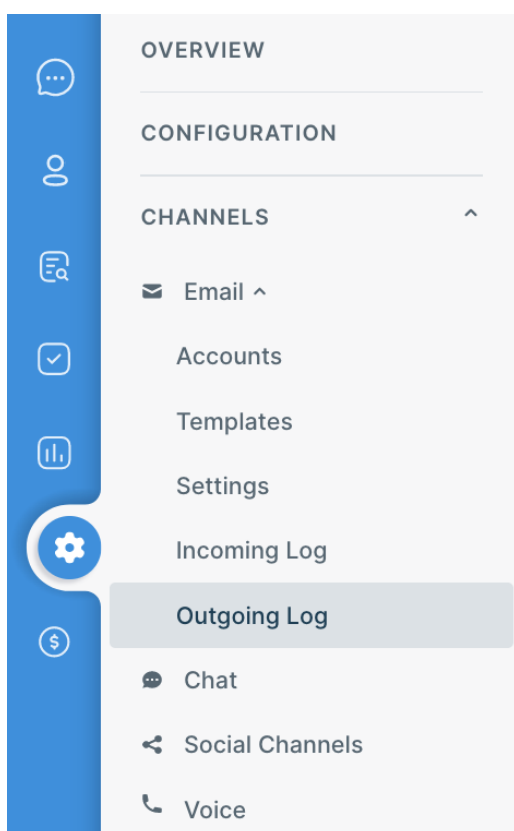 OVERVIEW
CONFIGURATION
CHANNELS
Email
Accounts
Templates
Settings
Incoming Log
Outgoing Log
Chat
Social Channels
Voice